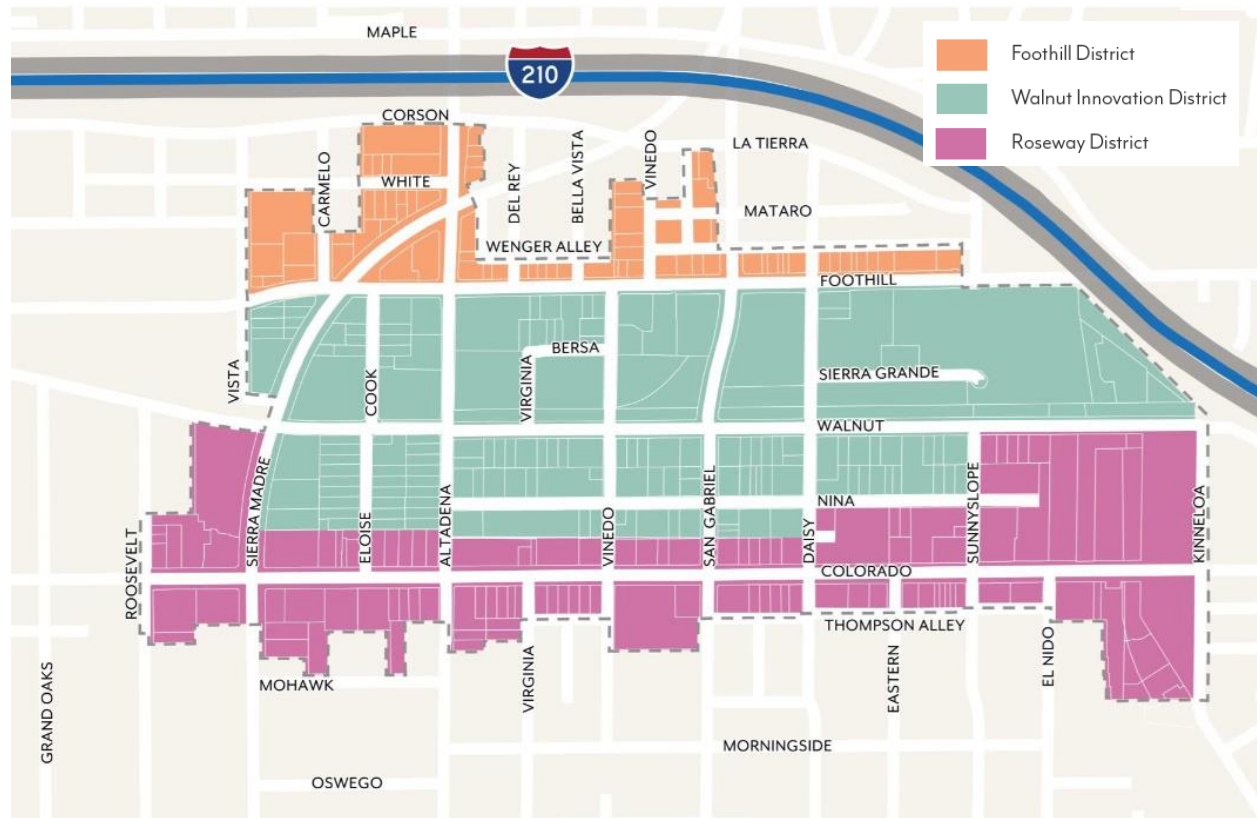 MAPLE
210
Foothill District
Walnut Innovation District
Roseway District
CORSON
CARMELO
WHITE
DEL REY
BELLA VISTA
VINEDO
LA TIERRA
MATARO
WENGER ALLEY
FOOTHILL
VISTA
COOK
VIRGINIA
BERSA
SIERRA GRANDE
WALNUT
ROOSEVELT
SIERRA MADRE
ELOISE
ALTADENA
VINEDO
SAN GABRIEL
DAISY
NINA
SUNNYSLOPE
KINNELOA
COLORADO
THOMPSON ALLEY
GRAND OAKS
MOHAWK
VIRGINIA
EASTERN
EL NIDO
MORNINGSIDE
OSWEGO